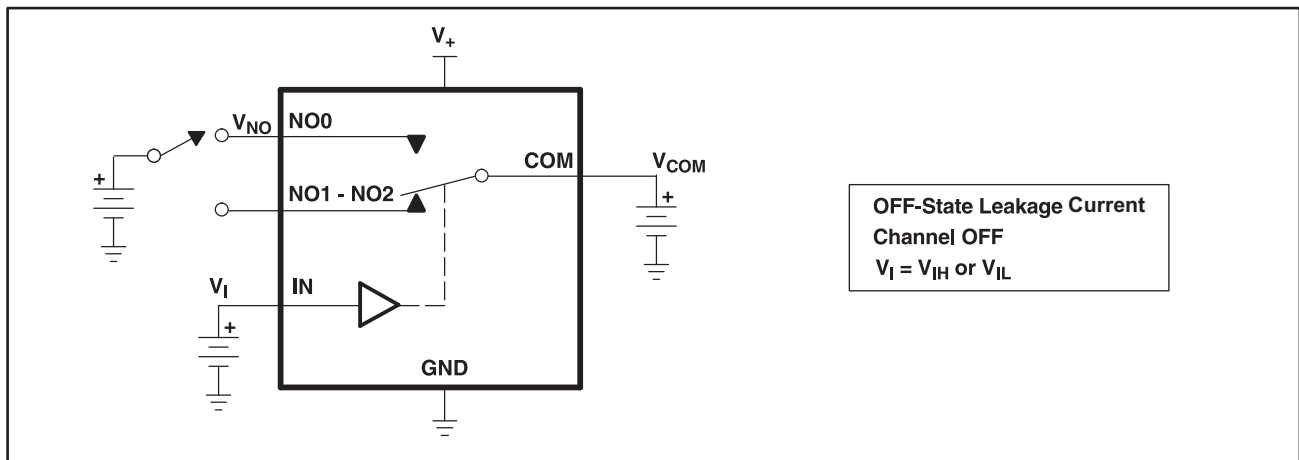 V+
VNO
NO0
COM
VCOM
+
+
NO1 - NO2
OFF-State Leakage Current
Channel OFF
VI = VIH or VIL
VI
IN
+
GND